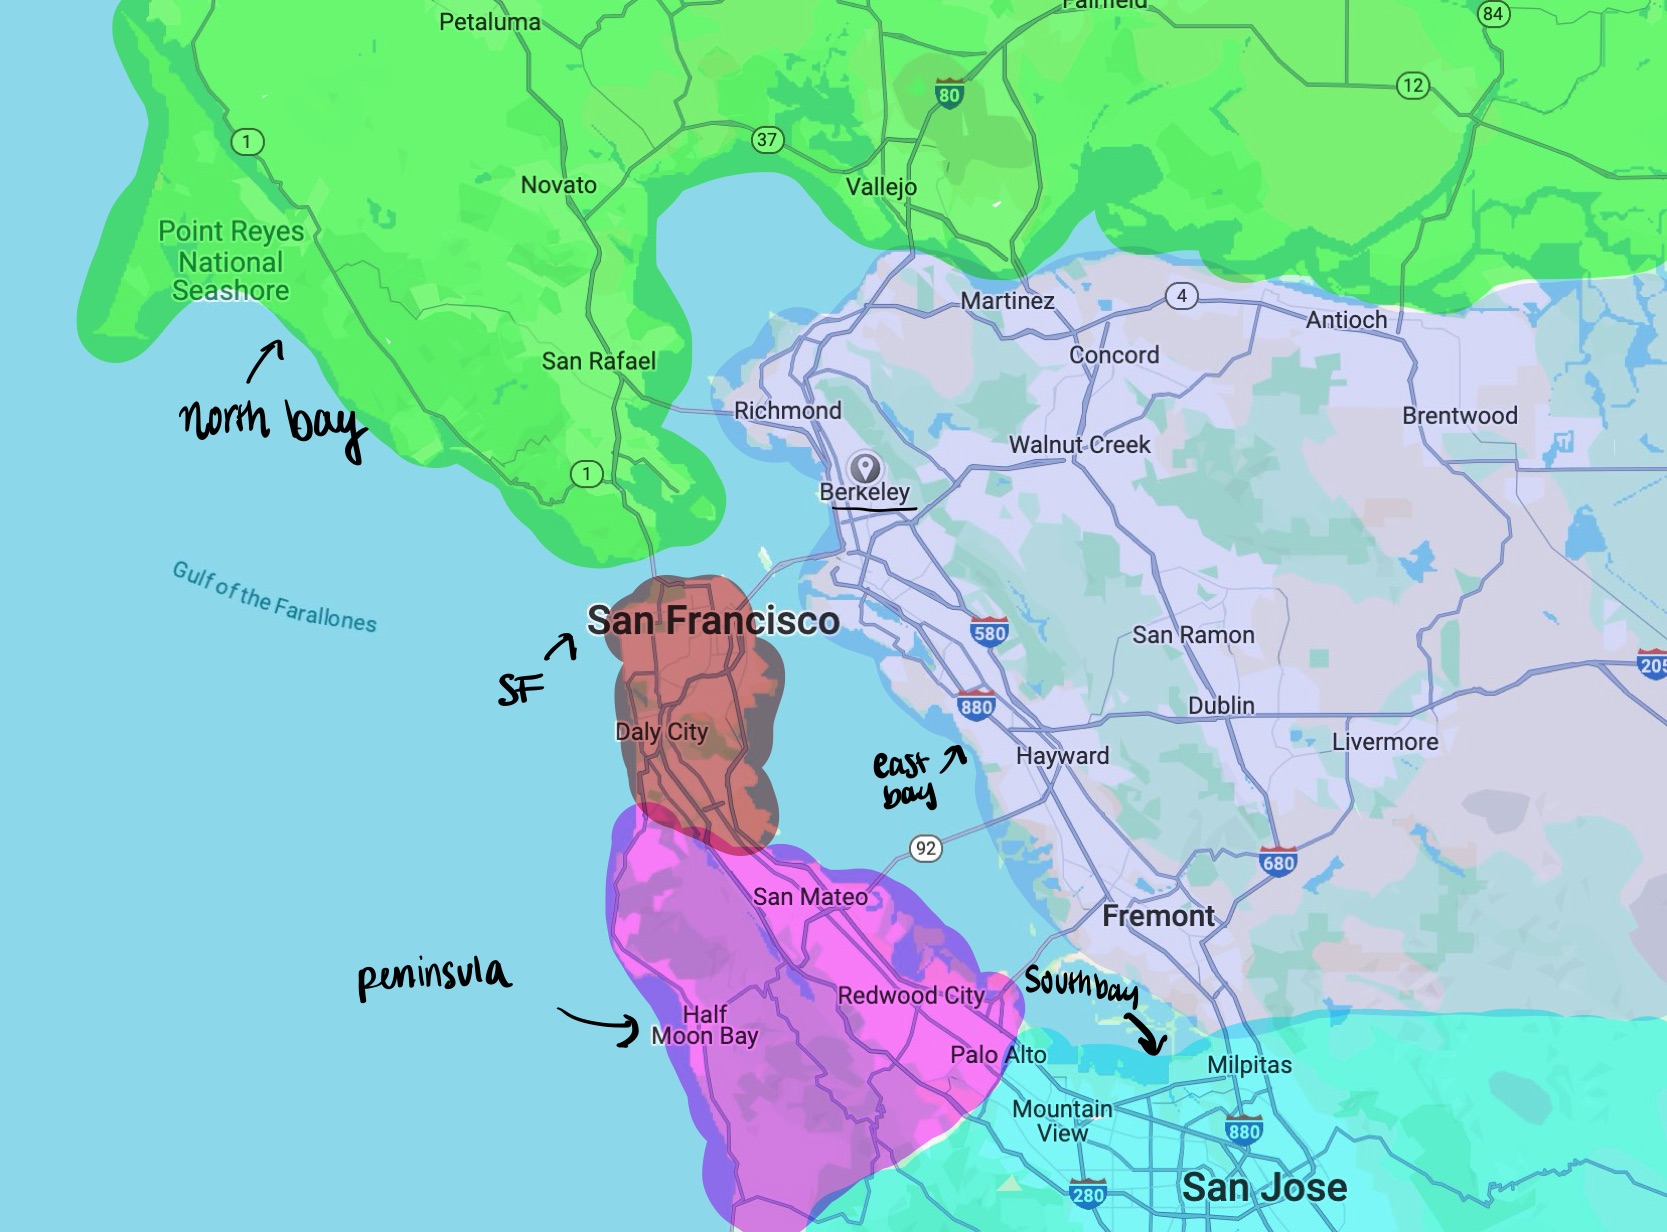 Petaluma
Fairfield
84
80
12
1
37
Novato
Vallejo
Point Reyes
National
Seashore
Martinez
4
Antioch
San Rafael
Concord
north bay
Richmond
Brentwood
Walnut Creek
1
Berkeley
Gulf of the Farallones
San Francisco
580
San Ramon
205
SF
880
Dublin
Daly City
Livermore
Hayward
east
bay
92
680
San Mateo
Fremont
peninsula
Redwood City
South bay
Half
Moon Bay
Palo Alto
Milpitas
Mountain
View
880
San Jose
280